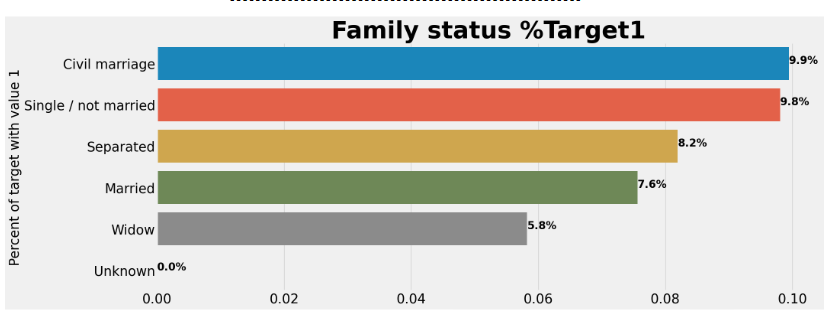 Family status %Target1
Percent of target with value 1
Civil marriage 9.9%
Single / not married 9.8%
Separated 8.2%
Married 7.6%
Widow 5.8%
Unknown 0.0%
0.00 0.02 0.04 0.06 0.08 0.10